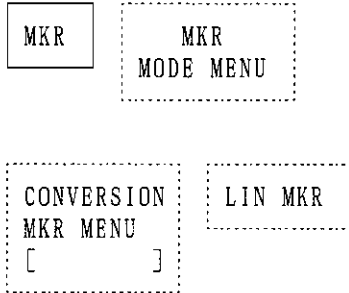 MKR
MKR
MODE MENU
CONVERSION
MKR MENU
[ ]
LIN MKR